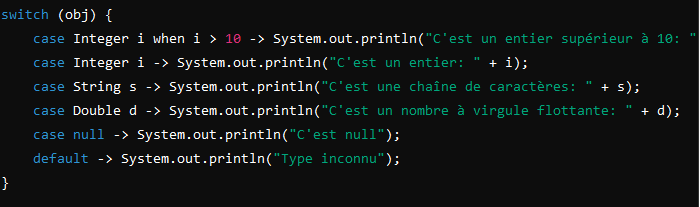 switch (obj) {
case Integer i when i > 10 -> System.out.println("C'est un entier supérieur à 10: "
case Integer i -> System.out.println("C'est un entier: " + i);
case String s -> System.out.println("C'est une chaîne de caractères: " + s);
case Double d -> System.out.println("C'est un nombre à virgule flottante: " + d);
case null -> System.out.println("C'est null");
default -> System.out.println("Type inconnu");
}